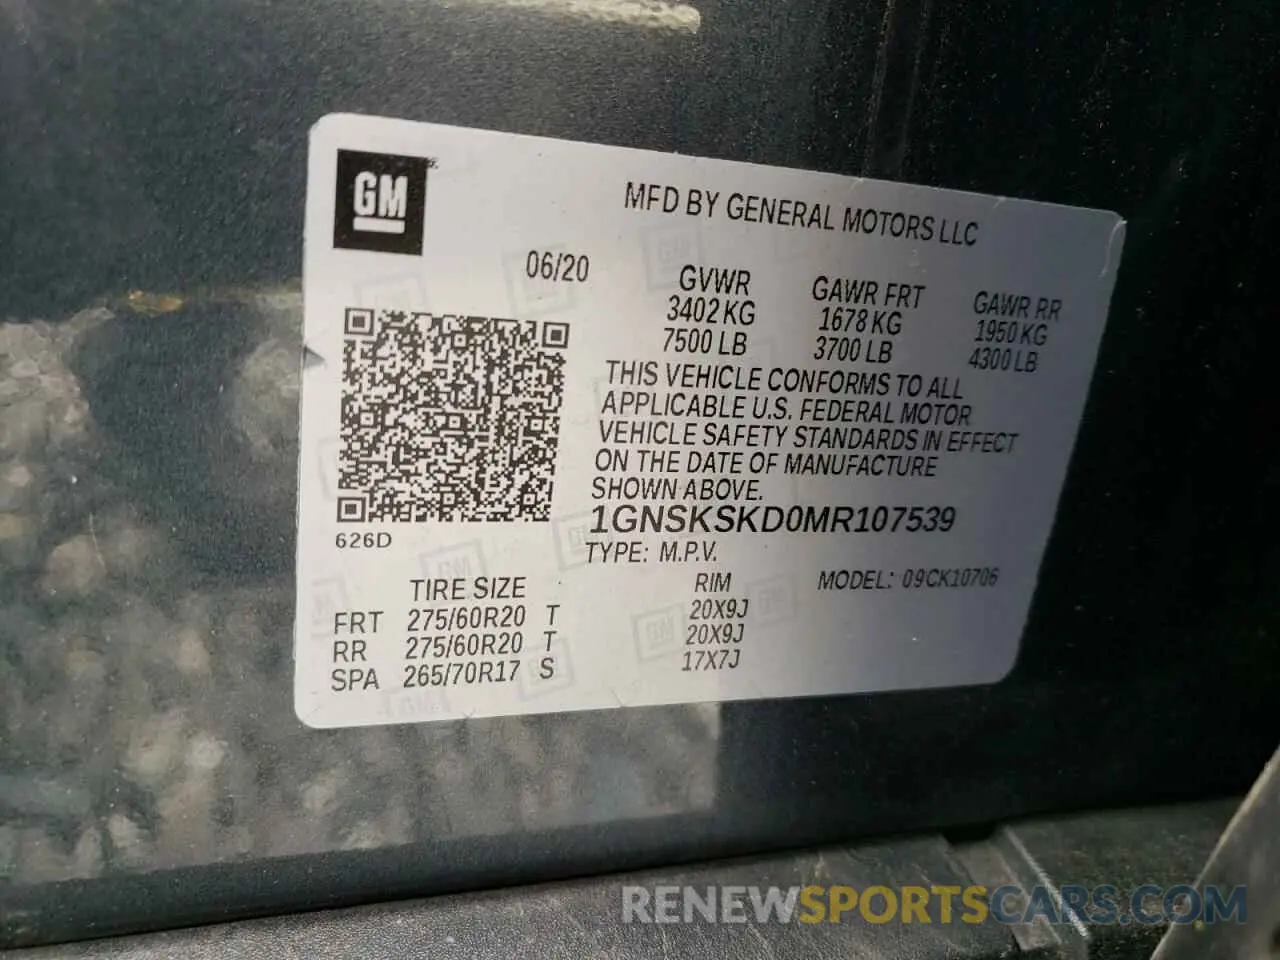 GM
MFD BY GENERAL MOTORS LLC
06/20
GVWR
3402 KG
7500 LB
GAWR FRT
1678 KG
3700 LB
GAWR RR
1950 KG
4300 LB
THIS VEHICLE CONFORMS TO ALL
APPLICABLE U.S. FEDERAL MOTOR
VEHICLE SAFETY STANDARDS IN EFFECT
ON THE DATE OF MANUFACTURE
SHOWN ABOVE.
1GNSKSKD0MR107539
TYPE: M.P.V.
626D
TIRE SIZE RIM MODEL: 09CK10706
FRT 275/60R20 T 20X9J
RR 275/60R20 T 20X9J
SPA 265/70R17 S 17X7J
RENEWSPORTSCARS.COM